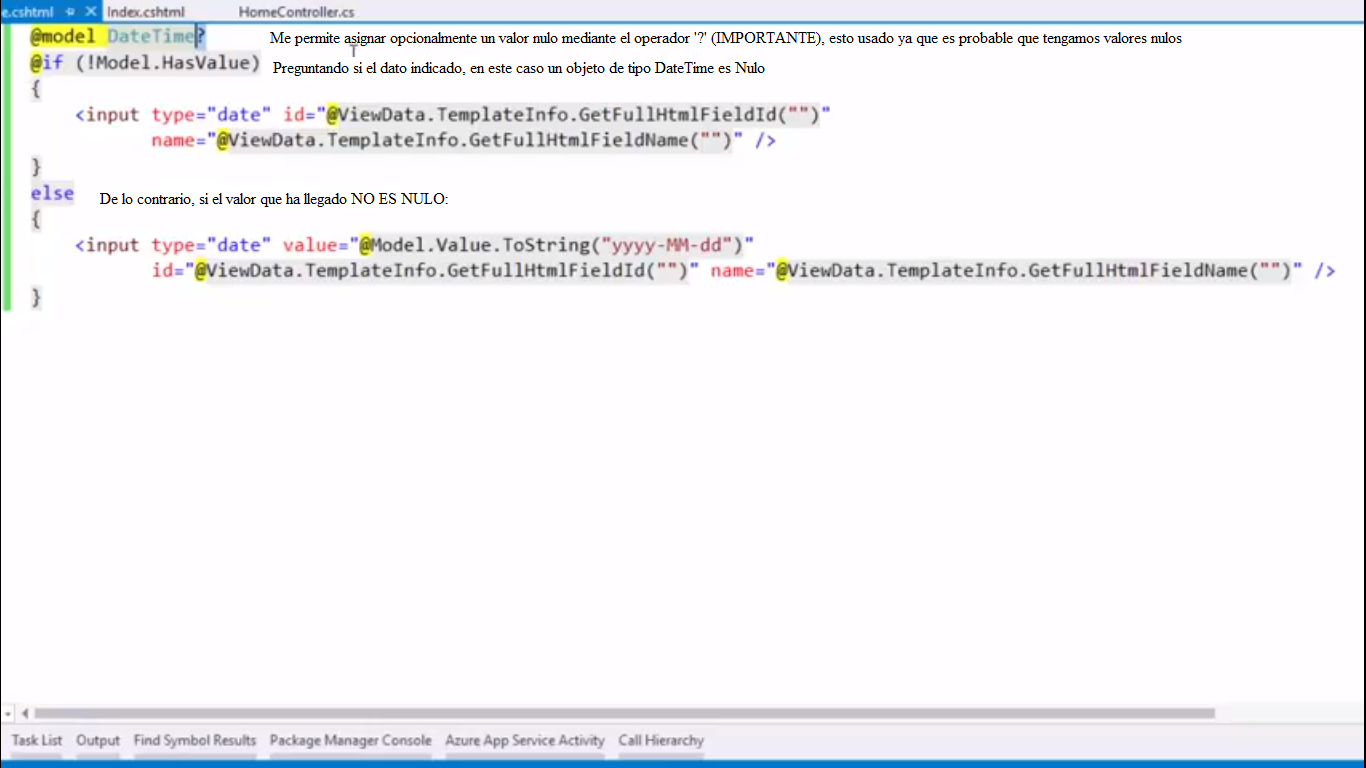 e.cshtml Index.cshtml HomeController.cs
@model DateTime? Me permite asignar opcionalmente un valor nulo mediante el operador '?' (IMPORTANTE), esto usado ya que es probable que tengamos valores nulos
@if (!Model.HasValue) Preguntando si el dato indicado, en este caso un objeto de tipo DateTime es Nulo
{
<input type="date" id="@ViewData.TemplateInfo.GetFullHtmlFieldId("")"
name="@ViewData.TemplateInfo.GetFullHtmlFieldName("")" />
}
else De lo contrario, si el valor que ha llegado NO ES NULO:
{
<input type="date" value="@Model.Value.ToString("yyyy-MM-dd")"
id="@ViewData.TemplateInfo.GetFullHtmlFieldId("")" name="@ViewData.TemplateInfo.GetFullHtmlFieldName("")" />
}
Task List Output Find Symbol Results Package Manager Console Azure App Service Activity Call Hierarchy